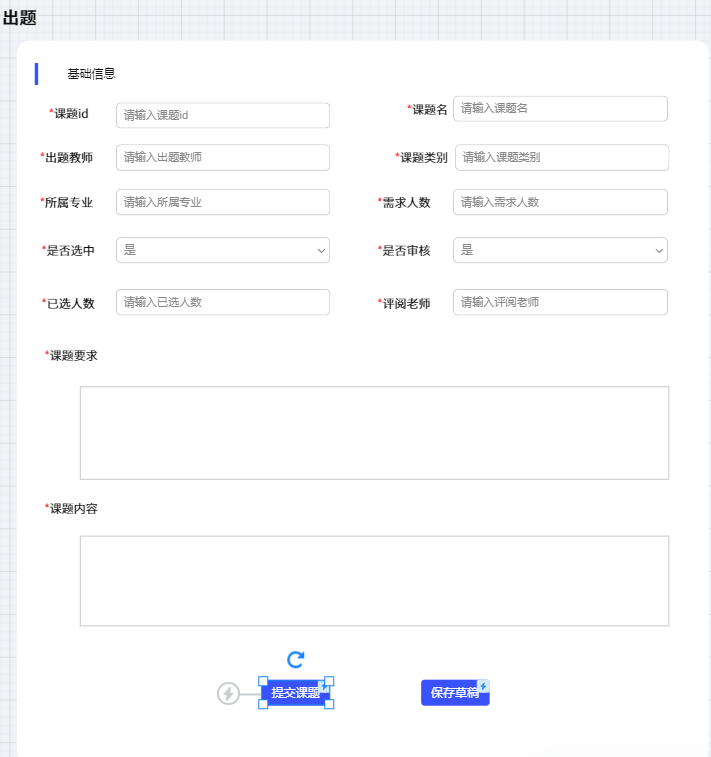 出题
基础信息
*课题id 请输入课题id *课题名 请输入课题名
*出题教师 请输入出题教师 *课题类别 请输入课题类别
*所属专业 请输入所属专业 *需求人数 请输入需求人数
*是否选中 是 *是否审核 是
*已选人数 请输入已选人数 *评阅老师 请输入评阅老师
*课题要求
*课题内容
提交课题 保存草稿